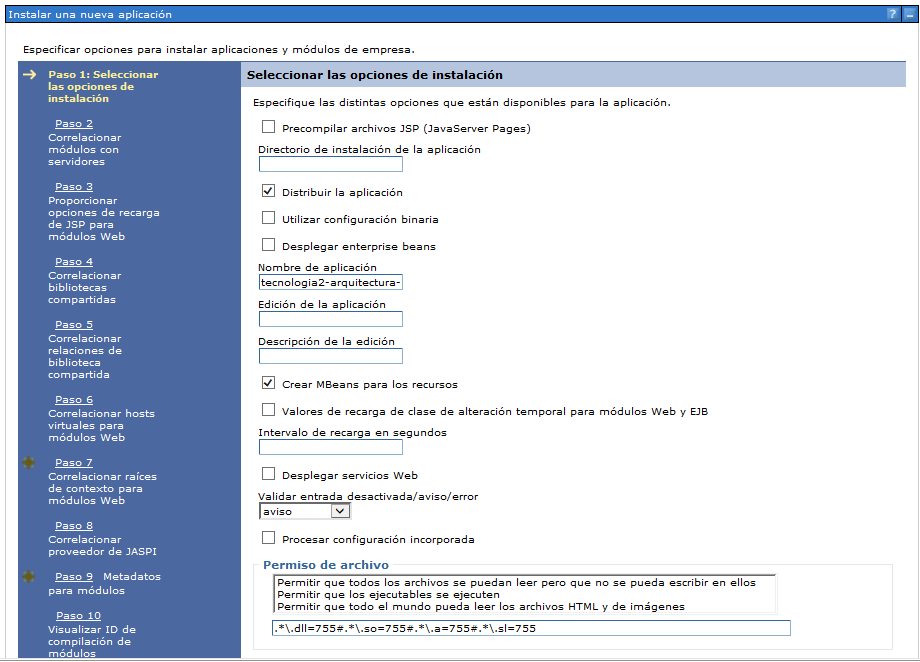 Instalar una nueva aplicación
?
Especificar opciones para instalar aplicaciones y módulos de empresa.
Paso 1: Seleccionar
las opciones de
instalación
Paso 2
Correlacionar
módulos con
servidores
Paso 3
Proporcionar
opciones de recarga
de JSP para
módulos Web
Paso 4
Correlacionar
bibliotecas
compartidas
Paso 5
Correlacionar
relaciones de
biblioteca
compartida
Paso 6
Correlacionar hosts
virtuales para
módulos Web
Paso 7
Correlacionar raíces
de contexto para
módulos Web
Paso 8
Correlacionar
proveedor de JASPI
Paso 9 Metadatos
para módulos
Paso 10
Visualizar ID de
compilación de
módulos
Seleccionar las opciones de instalación
Especifique las distintas opciones que están disponibles para la aplicación.
Precompilar archivos JSP (JavaServer Pages)
Directorio de instalación de la aplicación
Distribuir la aplicación
Utilizar configuración binaria
Desplegar enterprise beans
Nombre de aplicación
tecnologia2-arquitectura-
Edición de la aplicación
Descripción de la edición
Crear MBeans para los recursos
Valores de recarga de clase de alteración temporal para módulos Web y EJB
Intervalo de recarga en segundos
Desplegar servicios Web
Validar entrada desactivada/aviso/error
aviso
Procesar configuración incorporada
Permiso de archivo
Permitir que todos los archivos se puedan leer pero que no se pueda escribir en ellos
Permitir que los ejecutables se ejecuten
Permitir que todo el mundo pueda leer los archivos HTML y de imágenes
.*\.dll=755#.*\.so=755#.*\.a=755#.*\.sl=755